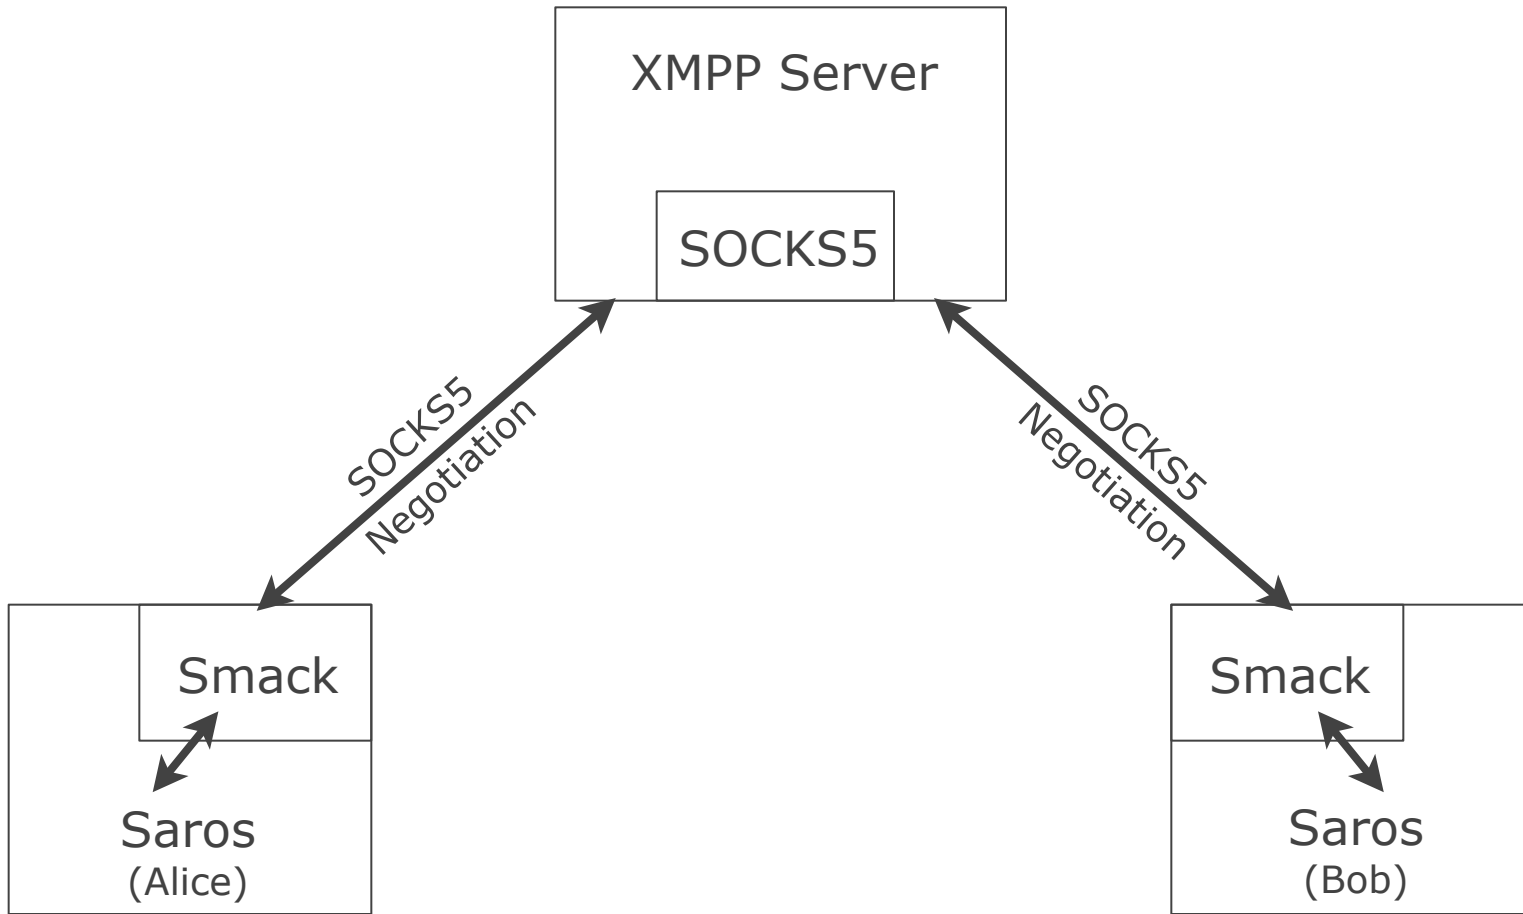 XMPP Server
SOCKS5
SOCKS5
Negotiation
SOCKS5
Negotiation
Smack
Saros
(Alice)
Smack
Saros
(Bob)